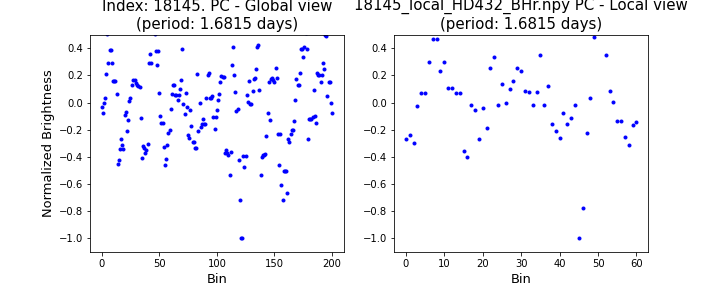 Index: 18145. PC - Global view
(period: 1.6815 days)
18145_local_HD432_BHr.npy PC - Local view
(period: 1.6815 days)
Normalized Brightness
0.4
0.2
0.0
−0.2
−0.4
−0.6
−0.8
−1.0
0 50 100 150 200
Bin
0.4
0.2
0.0
−0.2
−0.4
−0.6
−0.8
−1.0
0 10 20 30 40 50 60
Bin